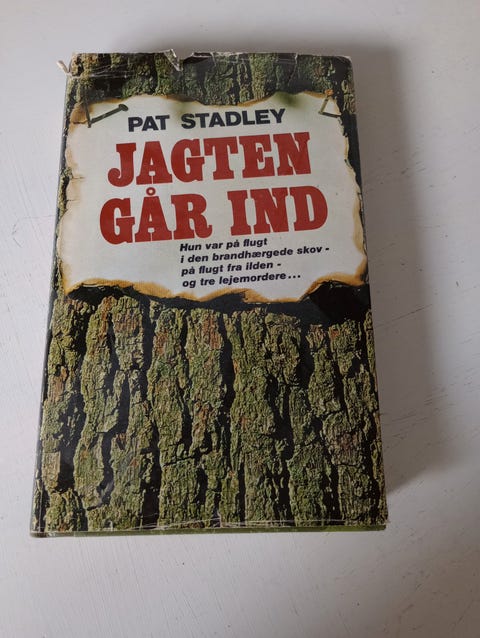 PAT STADLEY
JAGTEN
GÅR IND
Hun var på flugt
i den brandhærgede skov -
på flugt fra ilden -
og tre lejemordere...